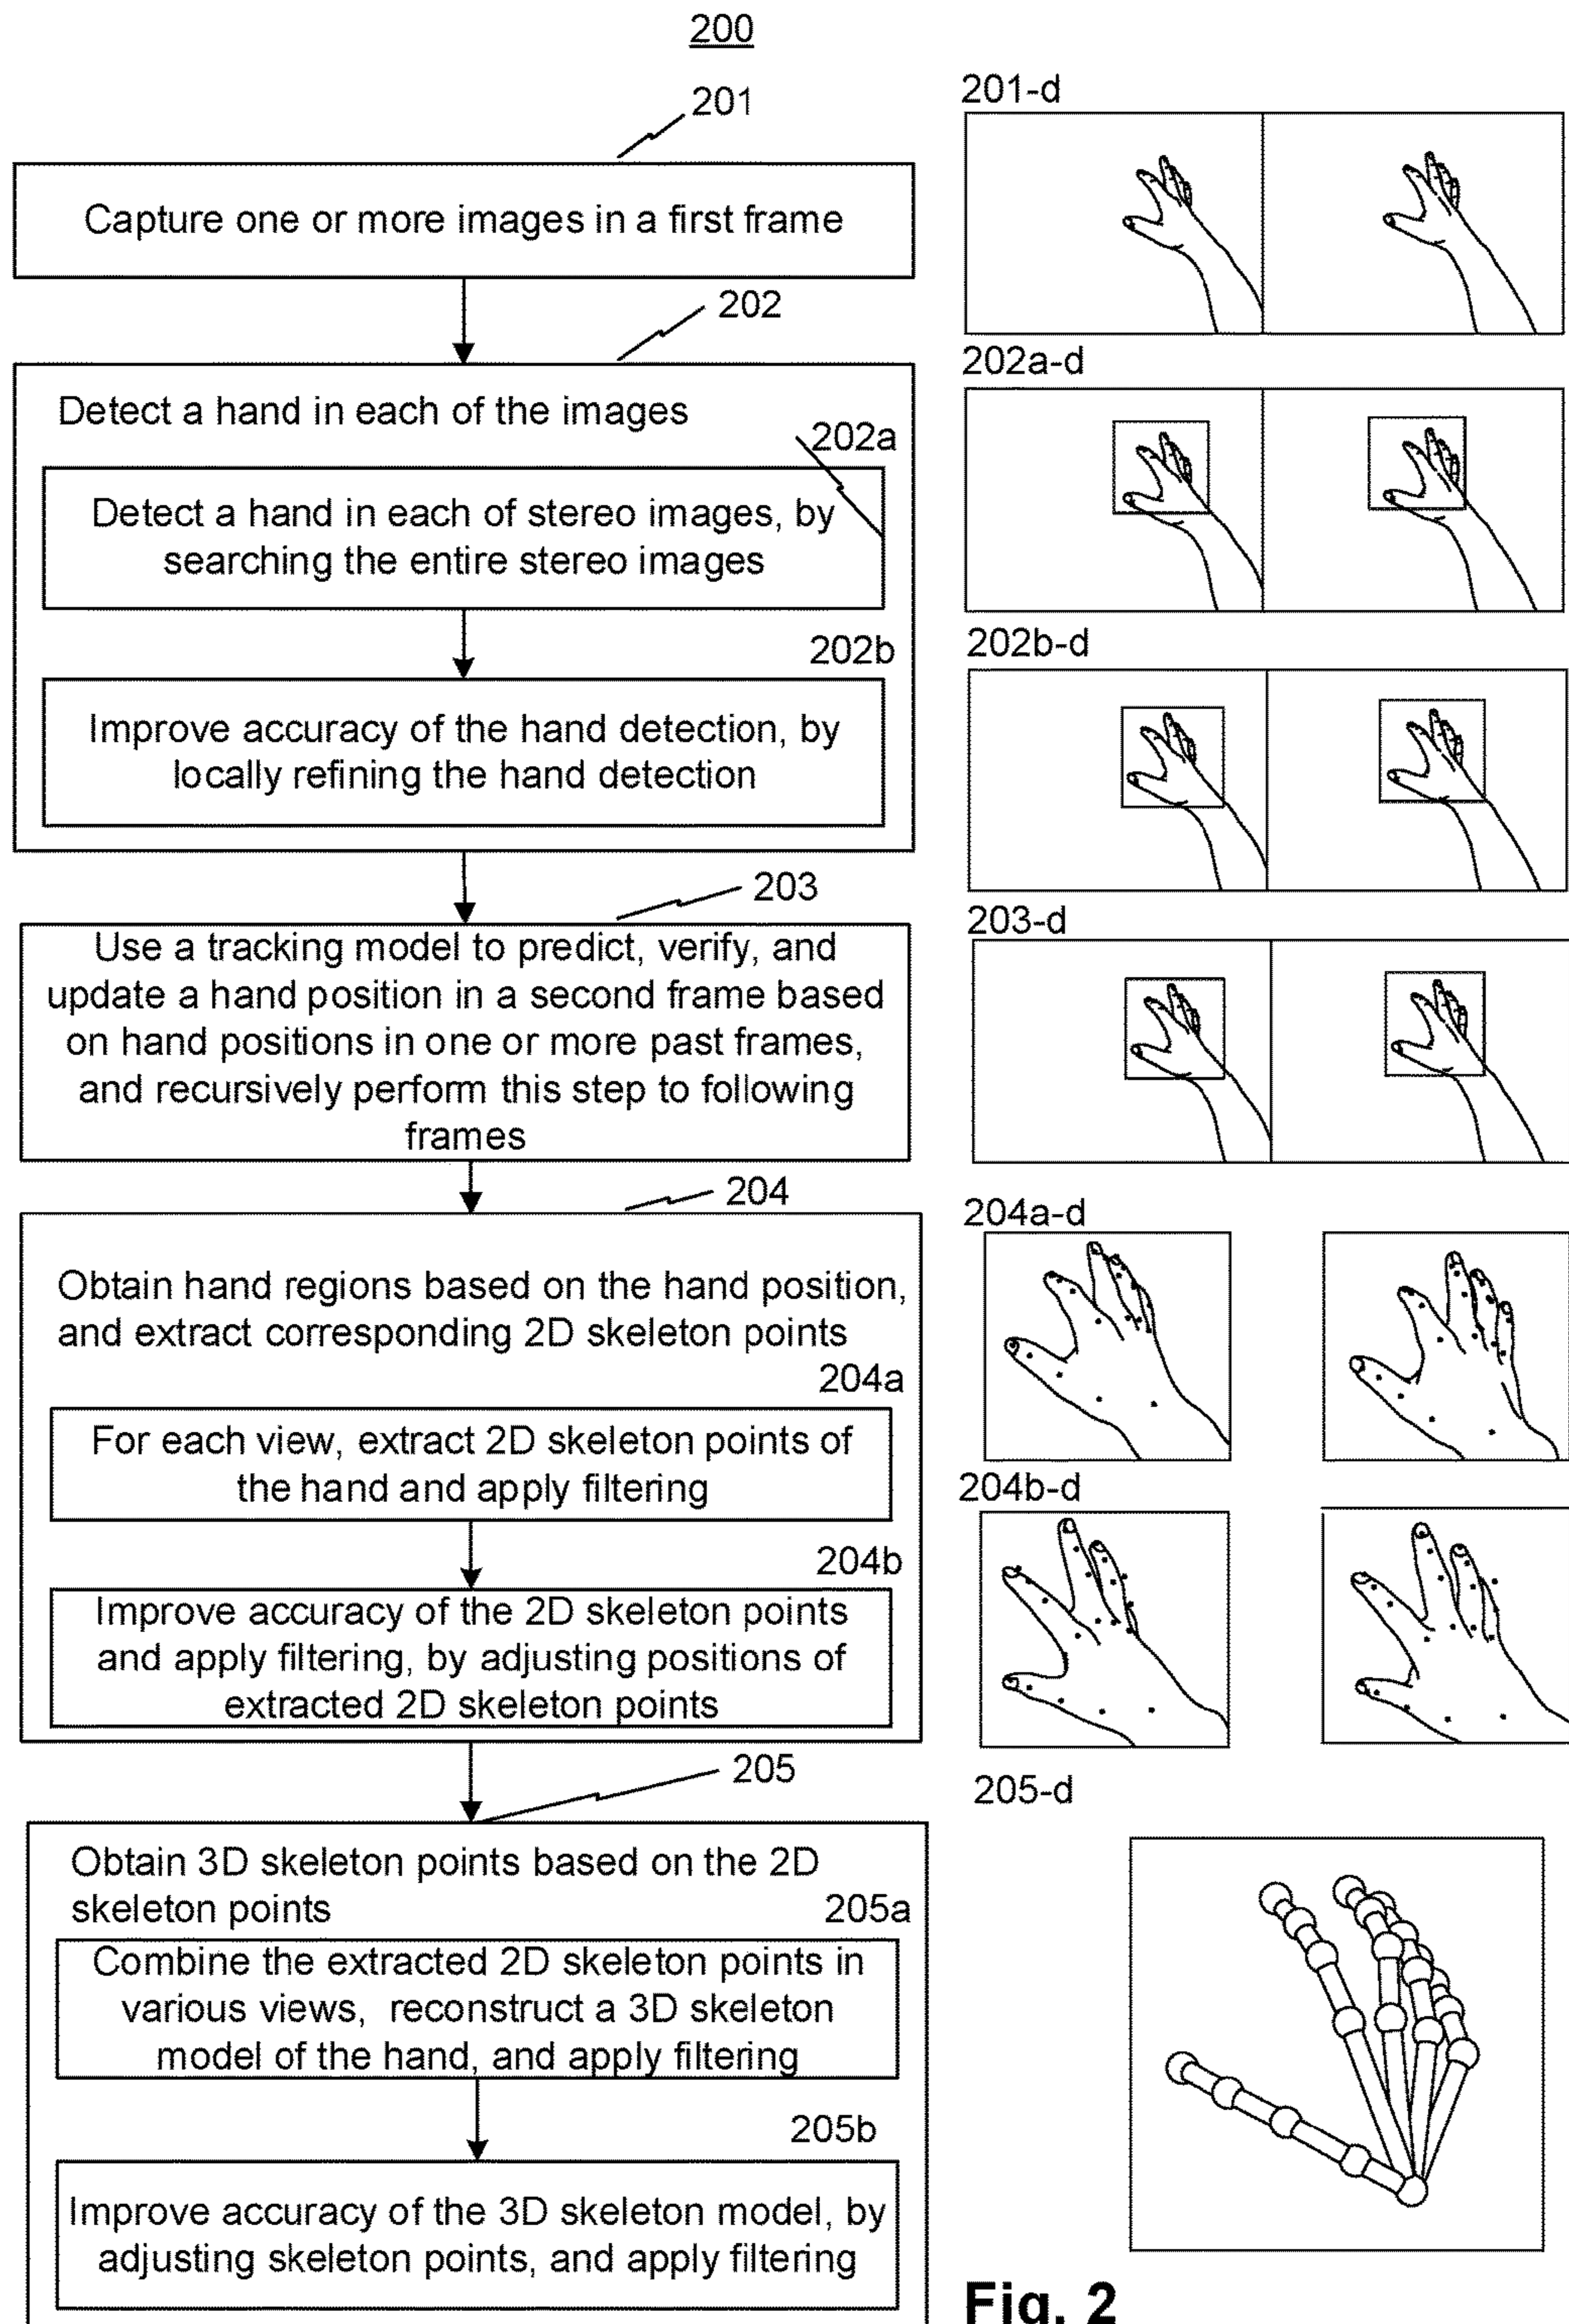 200
201
Capture one or more images in a first frame
202
Detect a hand in each of the images
202a
Detect a hand in each of stereo images, by
searching the entire stereo images
202b
Improve accuracy of the hand detection, by
locally refining the hand detection
203
Use a tracking model to predict, verify, and
update a hand position in a second frame based
on hand positions in one or more past frames,
and recursively perform this step to following
frames
204
Obtain hand regions based on the hand position,
and extract corresponding 2D skeleton points
204a
For each view, extract 2D skeleton points of
the hand and apply filtering
204b
Improve accuracy of the 2D skeleton points
and apply filtering, by adjusting positions of
extracted 2D skeleton points
205
Obtain 3D skeleton points based on the 2D
skeleton points
205a
Combine the extracted 2D skeleton points in
various views, reconstruct a 3D skeleton
model of the hand, and apply filtering
205b
Improve accuracy of the 3D skeleton model, by
adjusting skeleton points, and apply filtering
201-d
202a-d
202b-d
203-d
204a-d
204b-d
205-d
Fig. 2